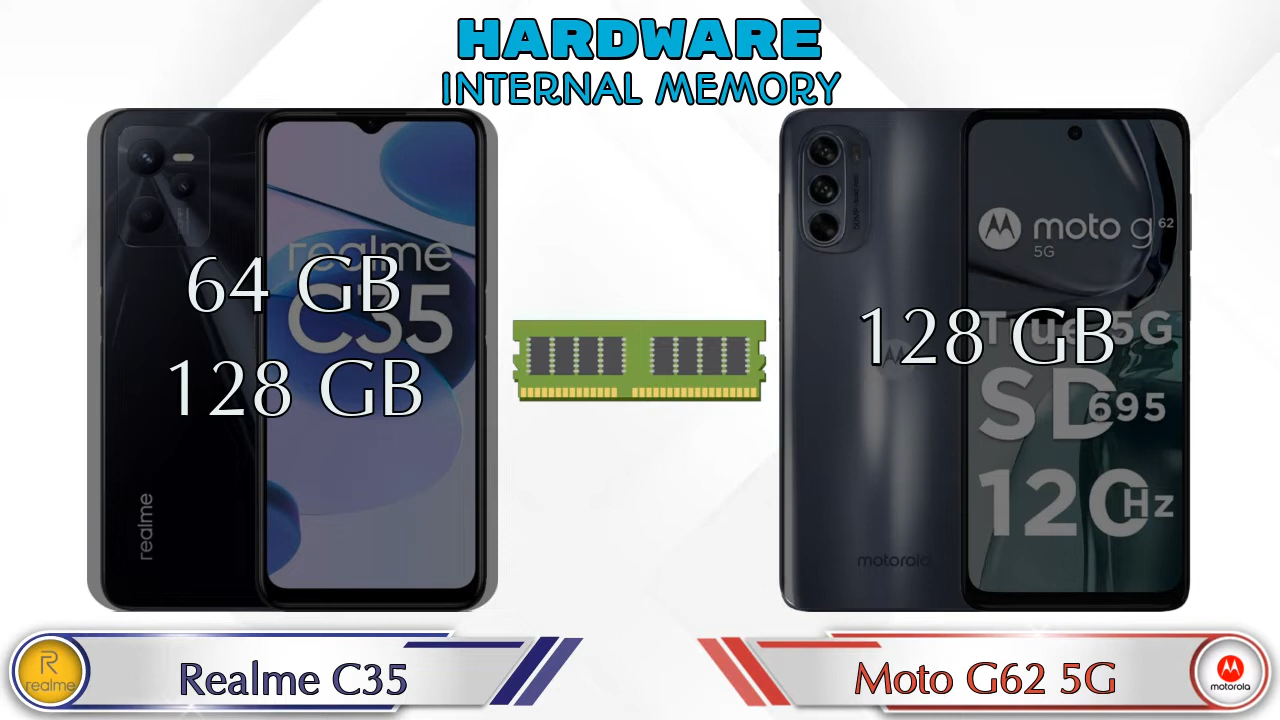 HARDWARE
INTERNAL MEMORY
realme
C35
64 GB
128 GB
realme
moto g 62
5G
True 5G
SD 695
120Hz
128 GB
motorola
R
realme
Realme C35
Moto G62 5G
motorola